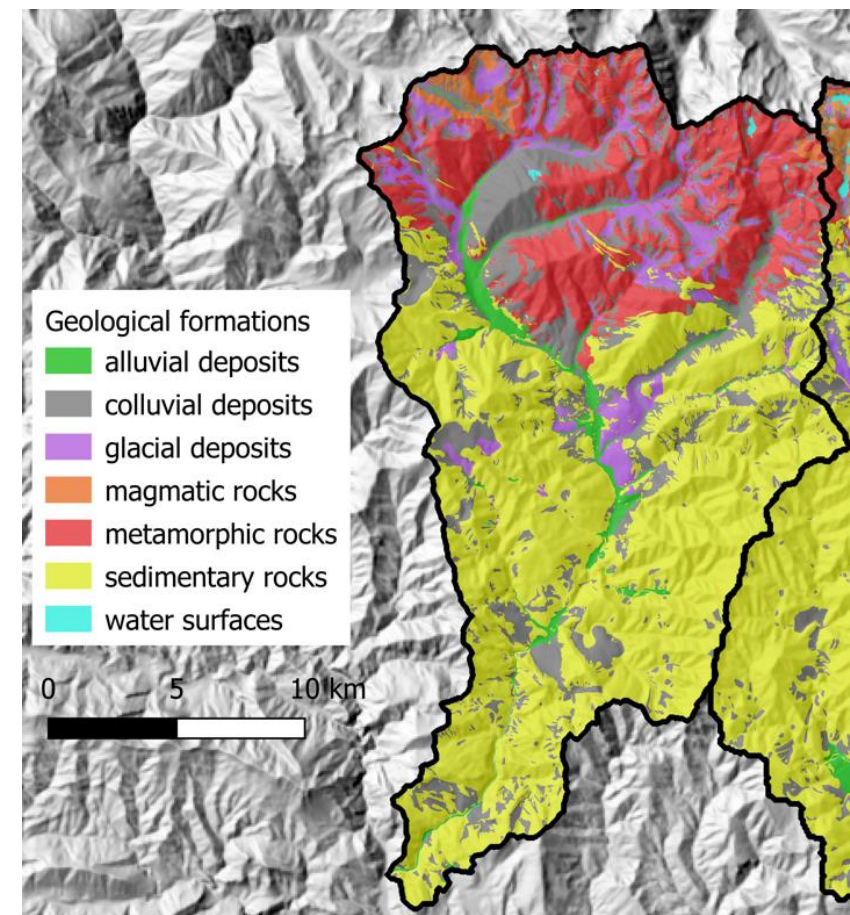 Geological formations
alluvial deposits
colluvial deposits
glacial deposits
magmatic rocks
metamorphic rocks
sedimentary rocks
water surfaces
0 5 10 km